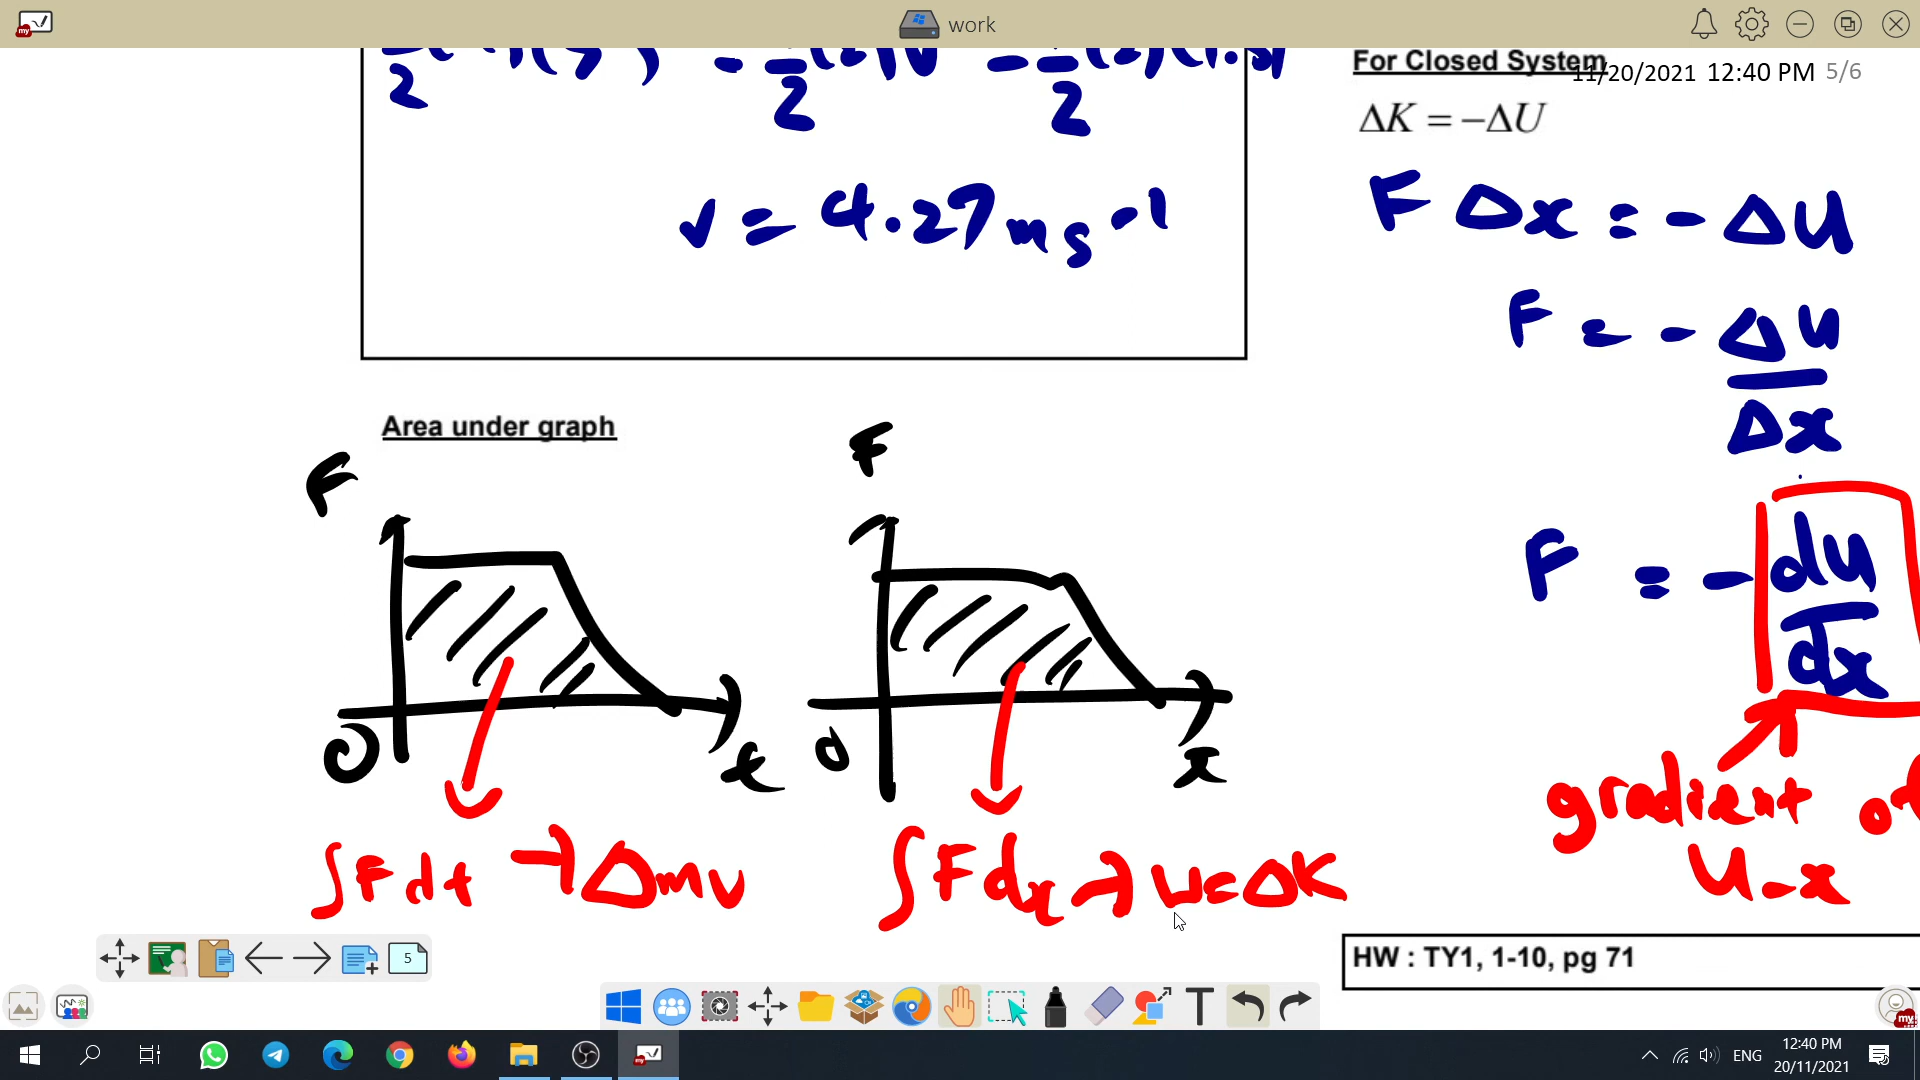 work
For Closed System
11/20/2021 12:40 PM 5/6
ΔK = −ΔU
v = 4.27 ms⁻¹
F Δx = − ΔU
F = − ΔU
Δx
Area under graph
F
F
F = − du
dx
O t
O x
gradient of
U-x
∫F dt → Δmv
∫F dx → W = ΔK
HW : TY1, 1-10, pg 71
5
T
my
ENG
12:40 PM
20/11/2021